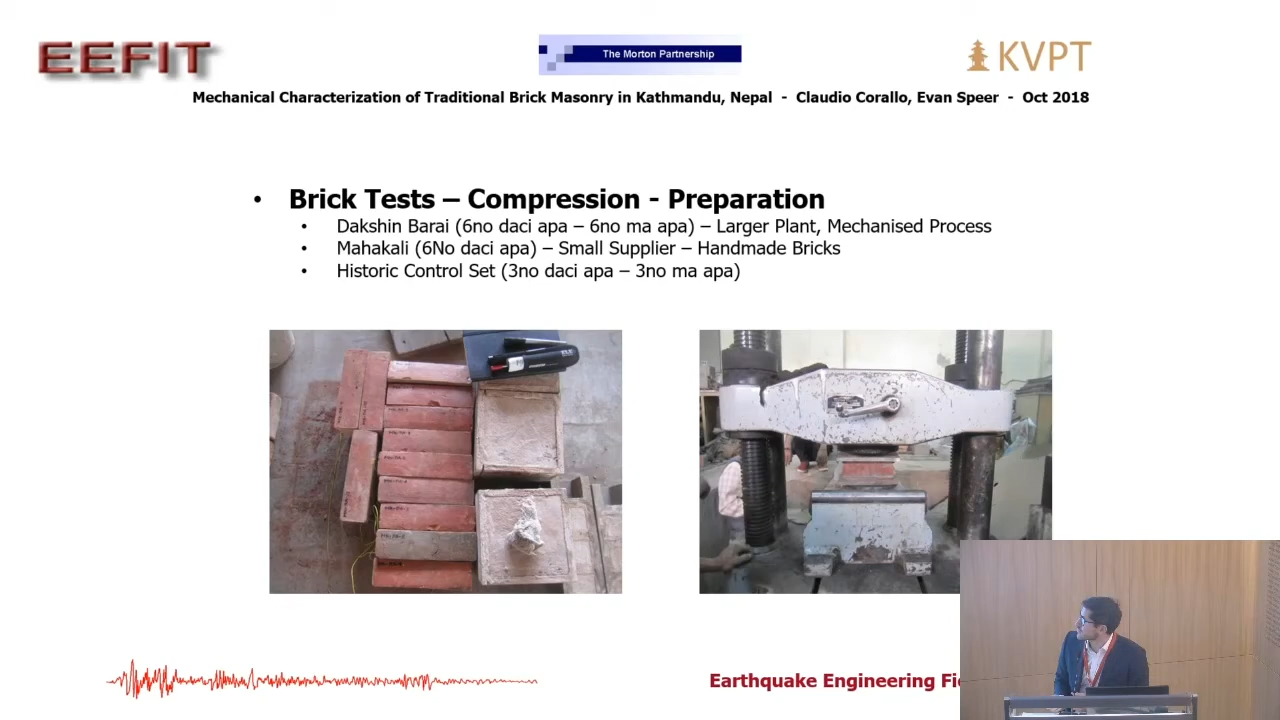 EEFIT
The Morton Partnership
KVPT
Mechanical Characterization of Traditional Brick Masonry in Kathmandu, Nepal - Claudio Corallo, Evan Speer - Oct 2018
• Brick Tests – Compression - Preparation
• Dakshin Barai (6no daci apa – 6no ma apa) – Larger Plant, Mechanised Process
• Mahakali (6No daci apa) – Small Supplier – Handmade Bricks
• Historic Control Set (3no daci apa – 3no ma apa)
Earthquake Engineering